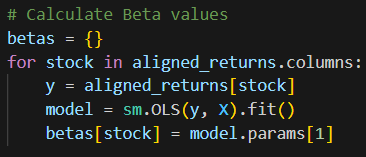 # Calculate Beta values
betas = {}
for stock in aligned_returns.columns:
    y = aligned_returns[stock]
    model = sm.OLS(y, X).fit()
    betas[stock] = model.params[1]